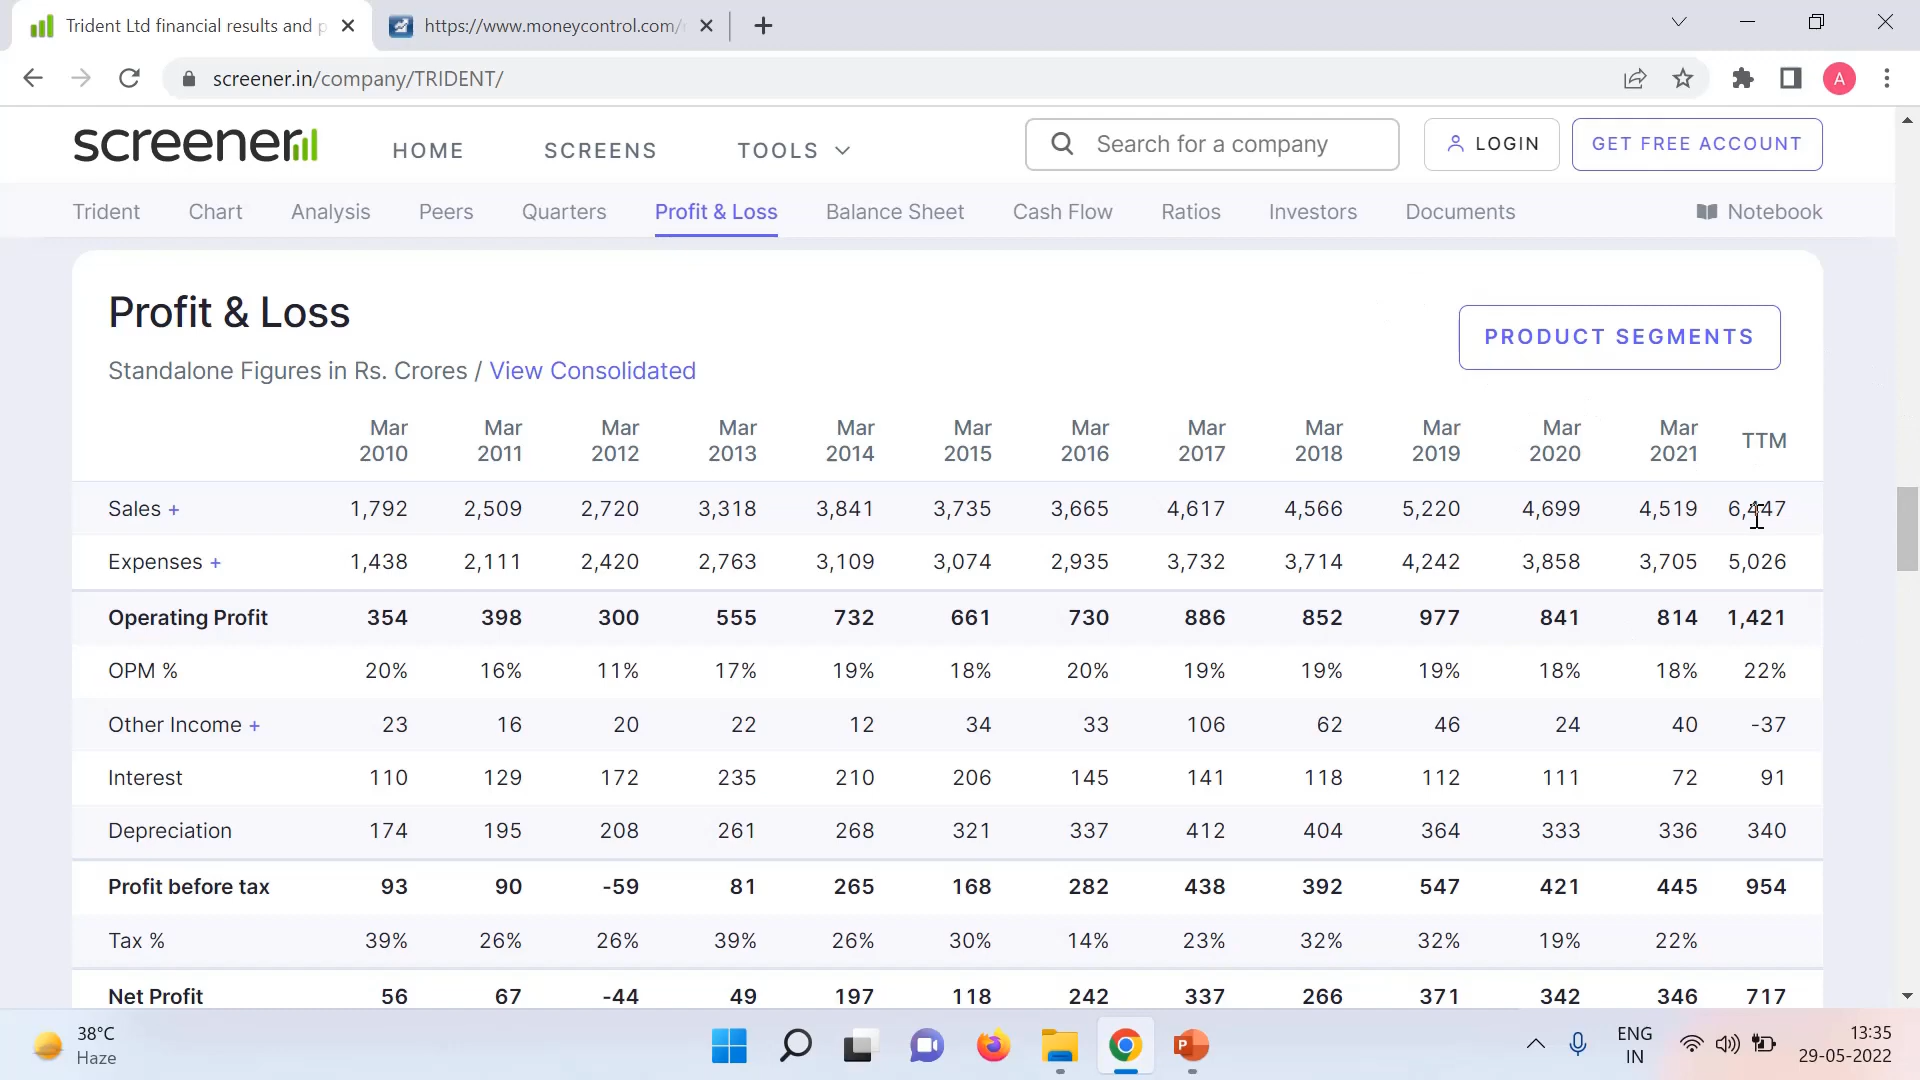 Trident Ltd financial results and p
https://www.moneycontrol.com/
screener.in/company/TRIDENT/
A
screener
HOME SCREENS TOOLS
Search for a company
LOGIN
GET FREE ACCOUNT
Trident Chart Analysis Peers Quarters Profit & Loss Balance Sheet Cash Flow Ratios Investors Documents Notebook
Profit & Loss
PRODUCT SEGMENTS
Standalone Figures in Rs. Crores / View Consolidated
Mar 2010 Mar 2011 Mar 2012 Mar 2013 Mar 2014 Mar 2015 Mar 2016 Mar 2017 Mar 2018 Mar 2019 Mar 2020 Mar 2021 TTM
Sales + 1,792 2,509 2,720 3,318 3,841 3,735 3,665 4,617 4,566 5,220 4,699 4,519 6,447
Expenses + 1,438 2,111 2,420 2,763 3,109 3,074 2,935 3,732 3,714 4,242 3,858 3,705 5,026
Operating Profit 354 398 300 555 732 661 730 886 852 977 841 814 1,421
OPM % 20% 16% 11% 17% 19% 18% 20% 19% 19% 19% 18% 18% 22%
Other Income + 23 16 20 22 12 34 33 106 62 46 24 40 -37
Interest 110 129 172 235 210 206 145 141 118 112 111 72 91
Depreciation 174 195 208 261 268 321 337 412 404 364 333 336 340
Profit before tax 93 90 -59 81 265 168 282 438 392 547 421 445 954
Tax % 39% 26% 26% 39% 26% 30% 14% 23% 32% 32% 19% 22%
Net Profit 56 67 -44 49 197 118 242 337 266 371 342 346 717
38°C
Haze
P
ENG
IN
13:35
29-05-2022